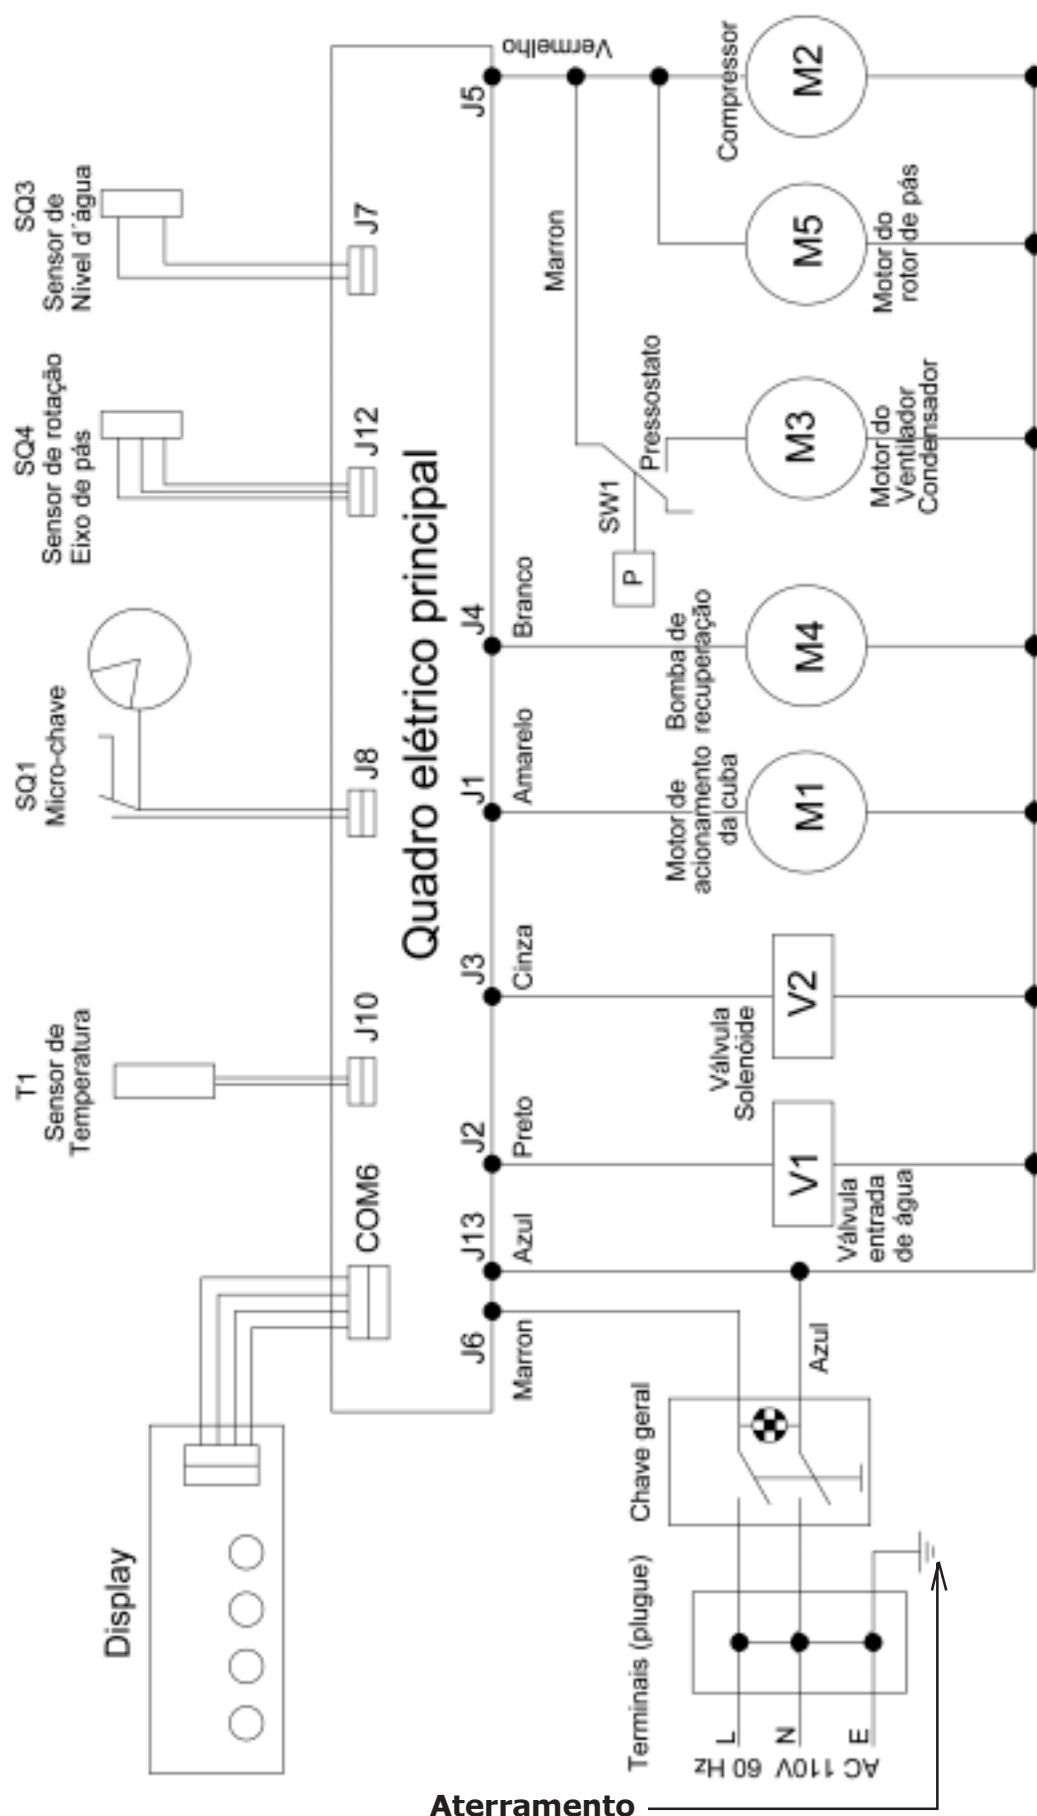 SQ3
Sensor de
Nivel d´água
J7
SQ4
Sensor de rotação
Eixo de pás
J12
SQ1
Micro-chave
J8
T1
Sensor de
Temperatura
J10
COM6
Display
Quadro elétrico principal
J5
Vermelho
J4
Branco
J1
Amarelo
J3
Cinza
J2
Preto
J13
Azul
J6
Marron
Marron
SW1
Pressostato
P
Compressor
M2
M5
Motor do
rotor de pás
M3
Motor do
Ventilador
Condensador
Bomba de
recuperação
M4
Motor de
acionamento
da cuba
M1
Válvula
Solenóide
V2
V1
Válvula
entrada
de água
Azul
Chave geral
Terminais (plugue)
L
N
E
AC 110V 60 Hz
Aterramento